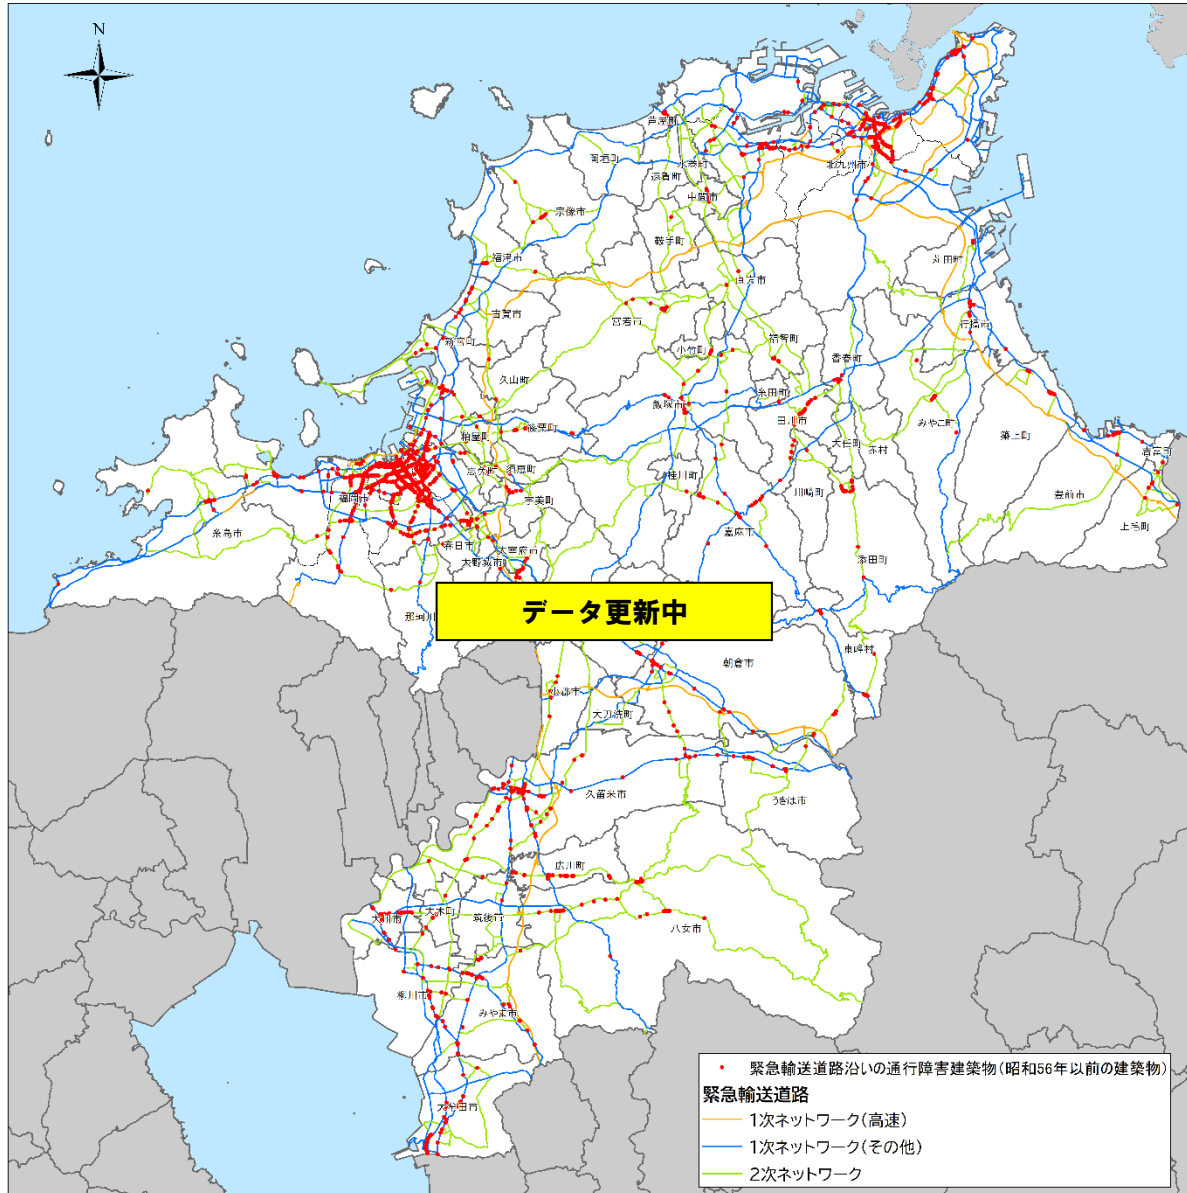 N
芦屋町
岡垣町
水巻町
遠賀町
中間市
北九州市
宗像市
鞍手町
苅田町
福津市
直方市
古賀市
宮若市
行橋市
新宮町
小竹町
福智町
香春町
久山町
糸田町
飯塚市
田川市
みやこ町
粕屋町
篠栗町
大任町
赤村
築上町
吉富町
志免町
須恵町
桂川町
川崎町
福岡市
宇美町
豊前市
糸島市
嘉麻市
上毛町
春日市
太宰府市
大野城市
添田町
データ更新中
那珂川
東峰村
朝倉市
小郡市
大刀洗町
久留米市
うきは市
広川町
大川市
大木町
筑後市
八女市
柳川市
みやま市
大牟田市
緊急輸送道路沿いの通行障害建築物(昭和56年以前の建築物)
緊急輸送道路
1次ネットワーク(高速)
1次ネットワーク(その他)
2次ネットワーク